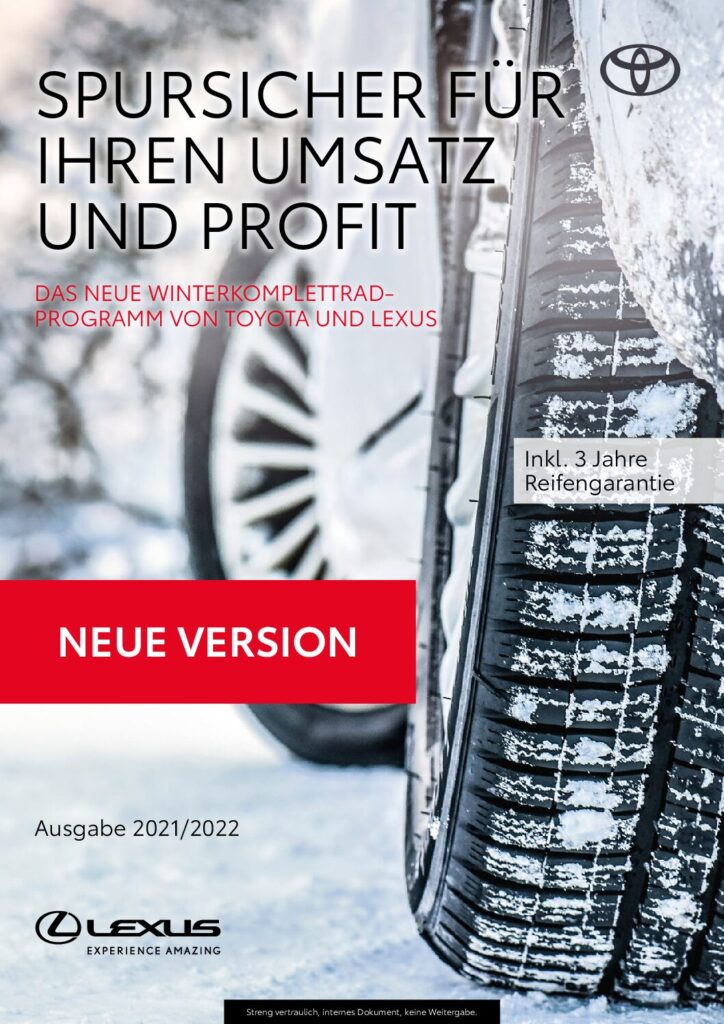 SPURSICHER FÜR
IHREN UMSATZ
UND PROFIT
DAS NEUE WINTERKOMPLETTRAD-
PROGRAMM VON TOYOTA UND LEXUS
Inkl. 3 Jahre
Reifengarantie
NEUE VERSION
Ausgabe 2021/2022
LEXUS
EXPERIENCE AMAZING
Streng vertraulich, internes Dokument, keine Weitergabe.